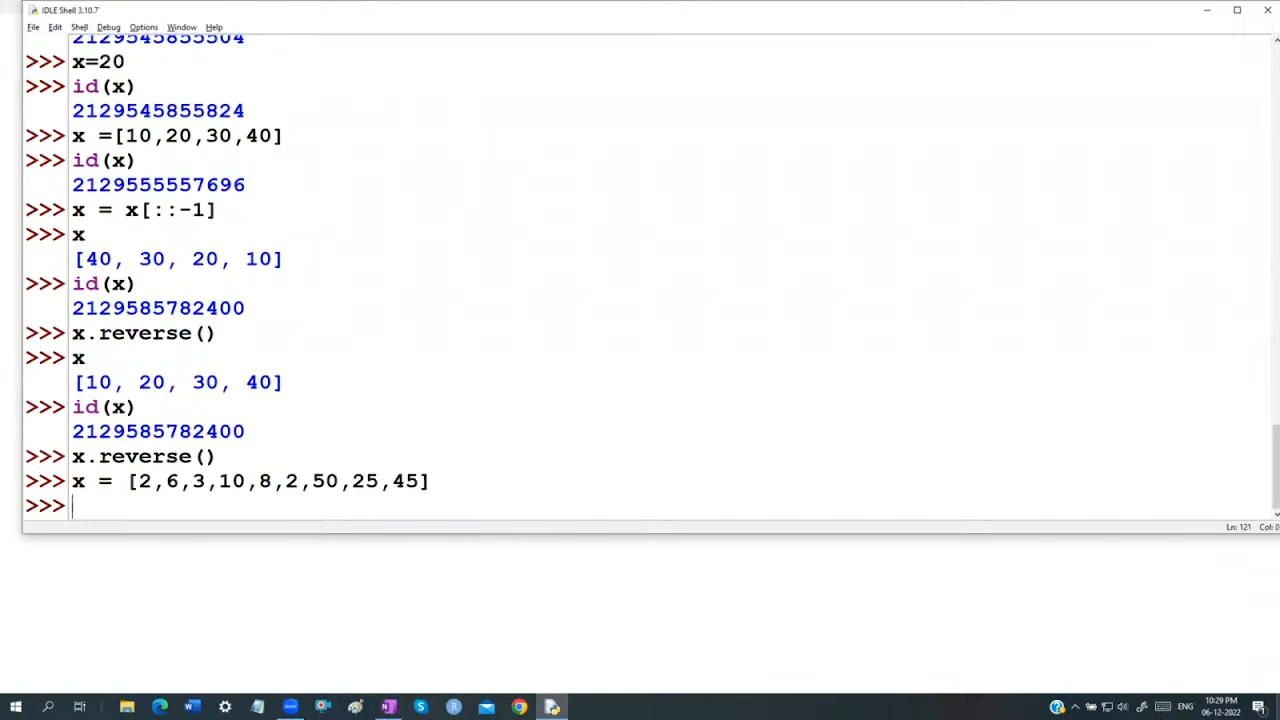 IDLE Shell 3.10.7
File Edit Shell Debug Options Window Help
2129545855504
>>> x=20
>>> id(x)
2129545855824
>>> x =[10,20,30,40]
>>> id(x)
2129555557696
>>> x = x[::-1]
>>> x
[40, 30, 20, 10]
>>> id(x)
2129585782400
>>> x.reverse()
>>> x
[10, 20, 30, 40]
>>> id(x)
2129585782400
>>> x.reverse()
>>> x = [2,6,3,10,8,2,50,25,45]
>>>
Ln: 121 Col: 0
ENG
10:29 PM
06-12-2022